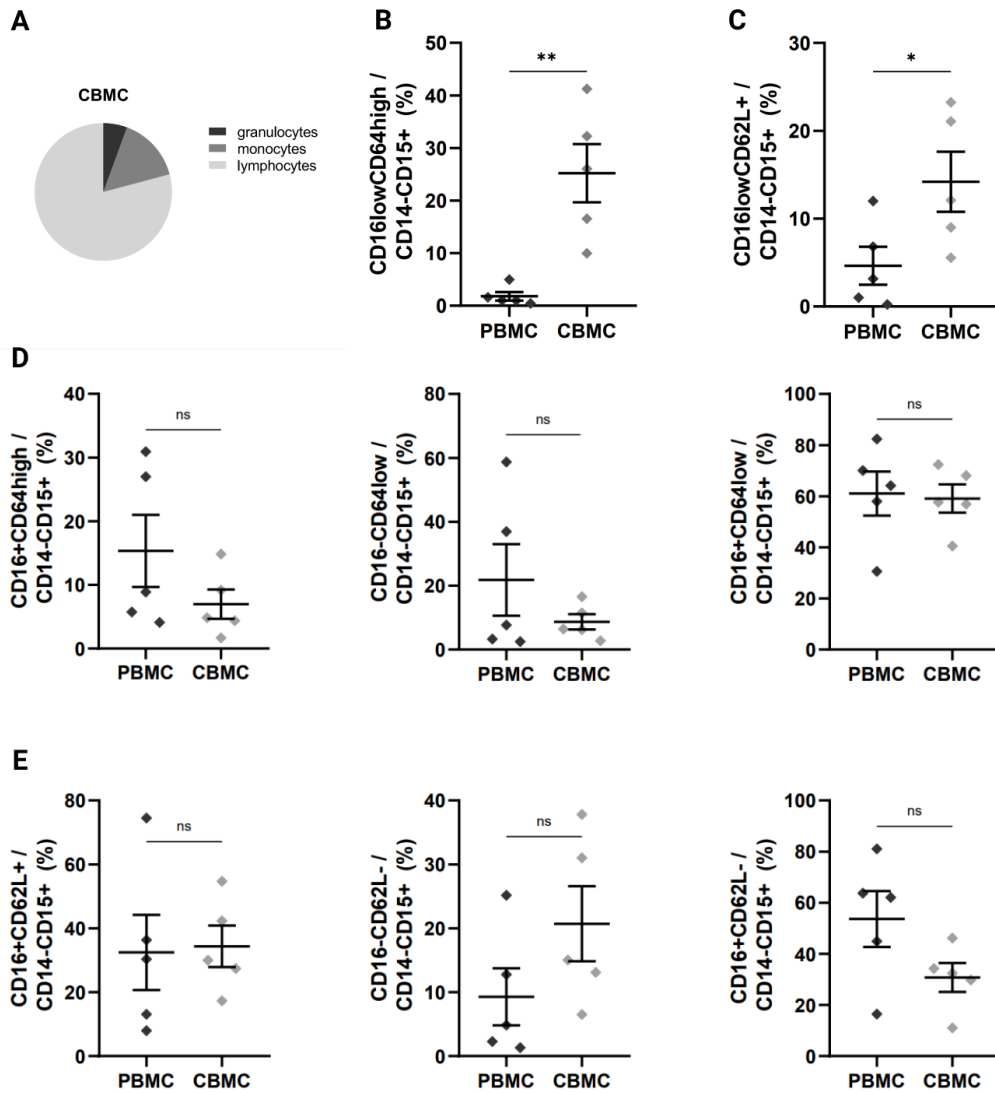 A
CBMC
granulocytes
monocytes
lymphocytes
B
CD16lowCD64high /
CD14-CD15+ (%)
50
40
30
20
10
0
**
PBMC
CBMC
C
CD16lowCD62L+ /
CD14-CD15+ (%)
30
20
10
0
*
PBMC
CBMC
D
CD16+CD64high /
CD14-CD15+ (%)
40
30
20
10
0
ns
PBMC
CBMC
CD16-CD64low /
CD14-CD15+ (%)
80
60
40
20
0
ns
PBMC
CBMC
CD16+CD64low /
CD14-CD15+ (%)
100
80
60
40
20
0
ns
PBMC
CBMC
E
CD16+CD62L+ /
CD14-CD15+ (%)
80
60
40
20
0
ns
PBMC
CBMC
CD16-CD62L- /
CD14-CD15+ (%)
40
30
20
10
0
ns
PBMC
CBMC
CD16+CD62L- /
CD14-CD15+ (%)
100
80
60
40
20
0
ns
PBMC
CBMC